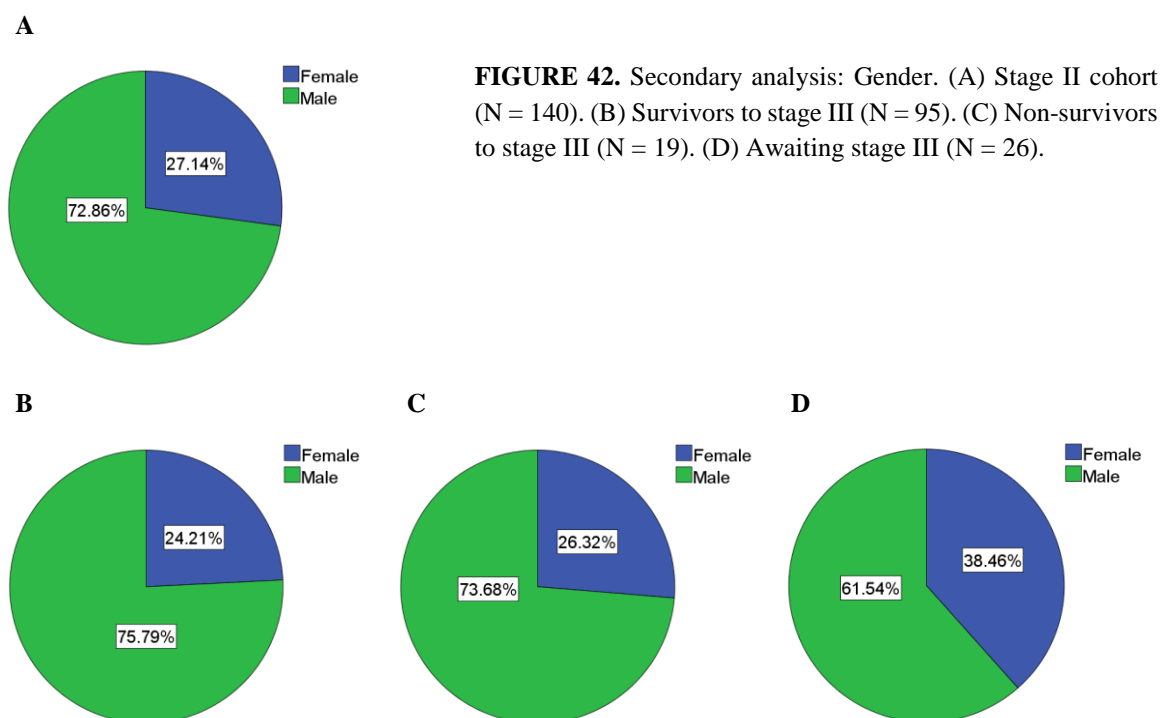 A
Female
Male
27.14%
72.86%
FIGURE 42. Secondary analysis: Gender. (A) Stage II cohort
(N = 140). (B) Survivors to stage III (N = 95). (C) Non-survivors
to stage III (N = 19). (D) Awaiting stage III (N = 26).
B
Female
Male
24.21%
75.79%
C
Female
Male
26.32%
73.68%
D
Female
Male
38.46%
61.54%